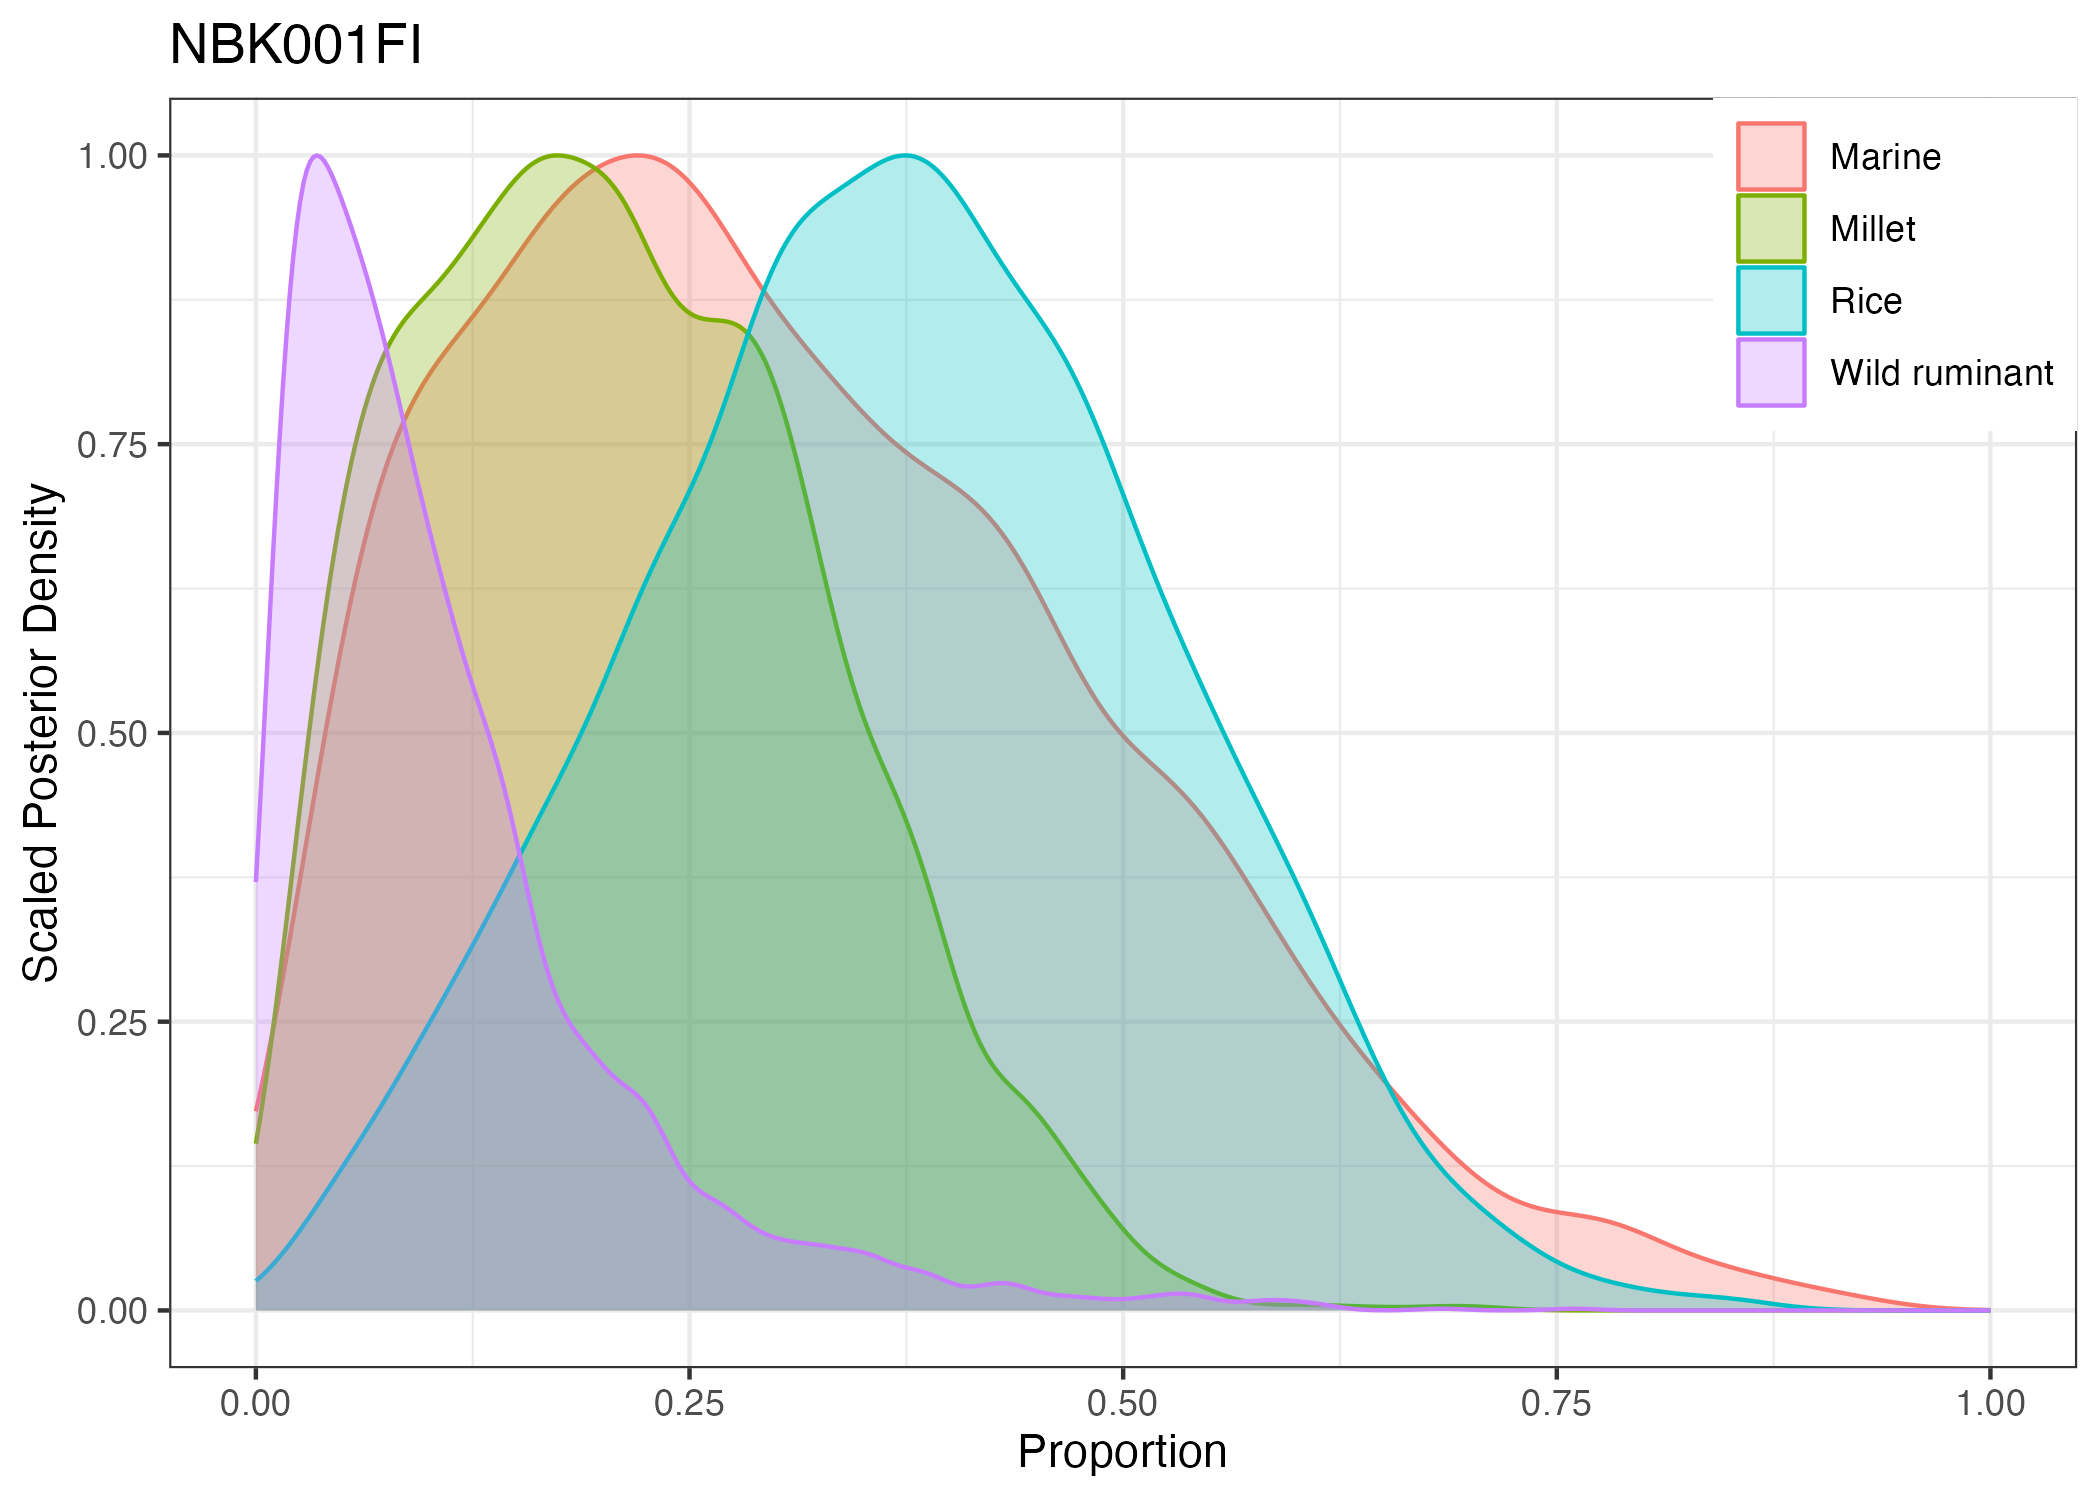 NBK001FI
Marine
Millet
Rice
Wild ruminant
1.00
0.75
0.50
0.25
0.00
Scaled Posterior Density
0.00 0.25 0.50 0.75 1.00
Proportion